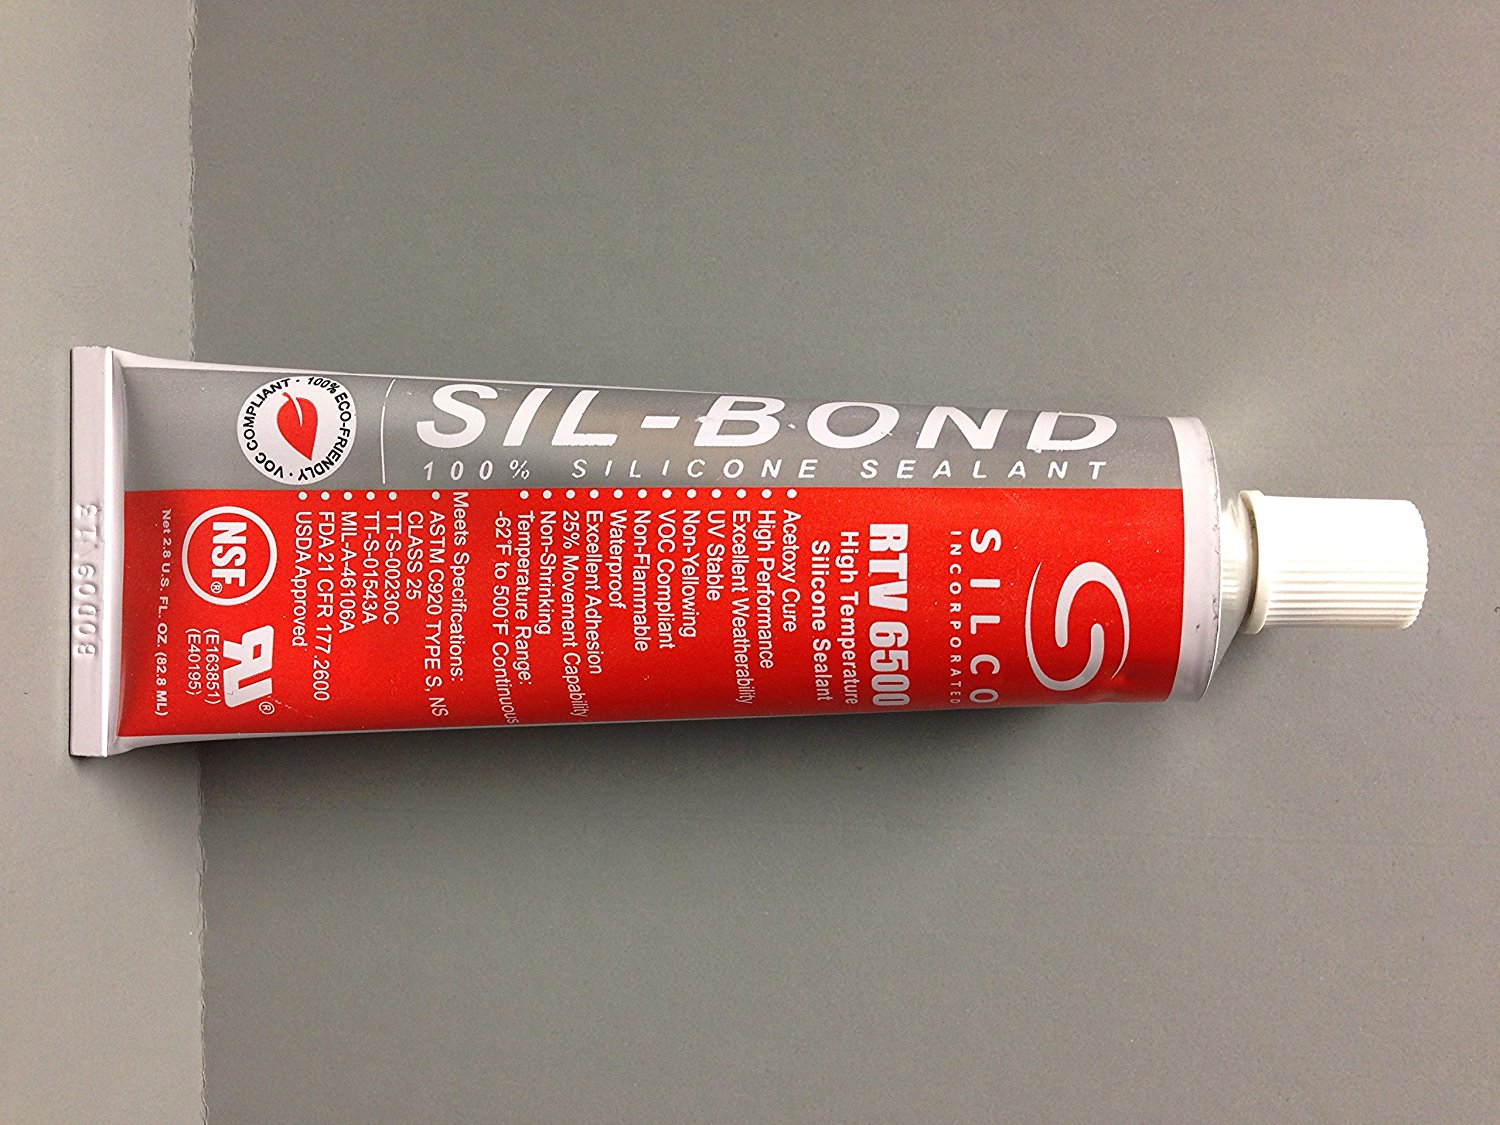 SIL-BOND
100% SILICONE SEALANT
SILCO
INCORPORATED
RTV 6500
High Temperature
Silicone Sealant
• Acetoxy Cure
• High Performance
• Excellent Weatherability
• UV Stable
• Non-Yellowing
• VOC Compliant
• Non-Flammable
• Waterproof
• Excellent Adhesion
• 25% Movement Capability
• Non-Shrinking
• Temperature Range:
-62°F to 500°F Continuous
Meets Specifications:
• ASTM C920 TYPE S, NS
CLASS 25
• TT-S-00230C
• TT-S-01543A
• MIL-A-46106A
• FDA 21 CFR 177.2600
• USDA Approved
100% ECO-FRIENDLY · VOC COMPLIANT ·
NSF®
RU®
(E163851)
(E40195)
Net 2.8 U.S. FL. OZ. (82.8 ML)